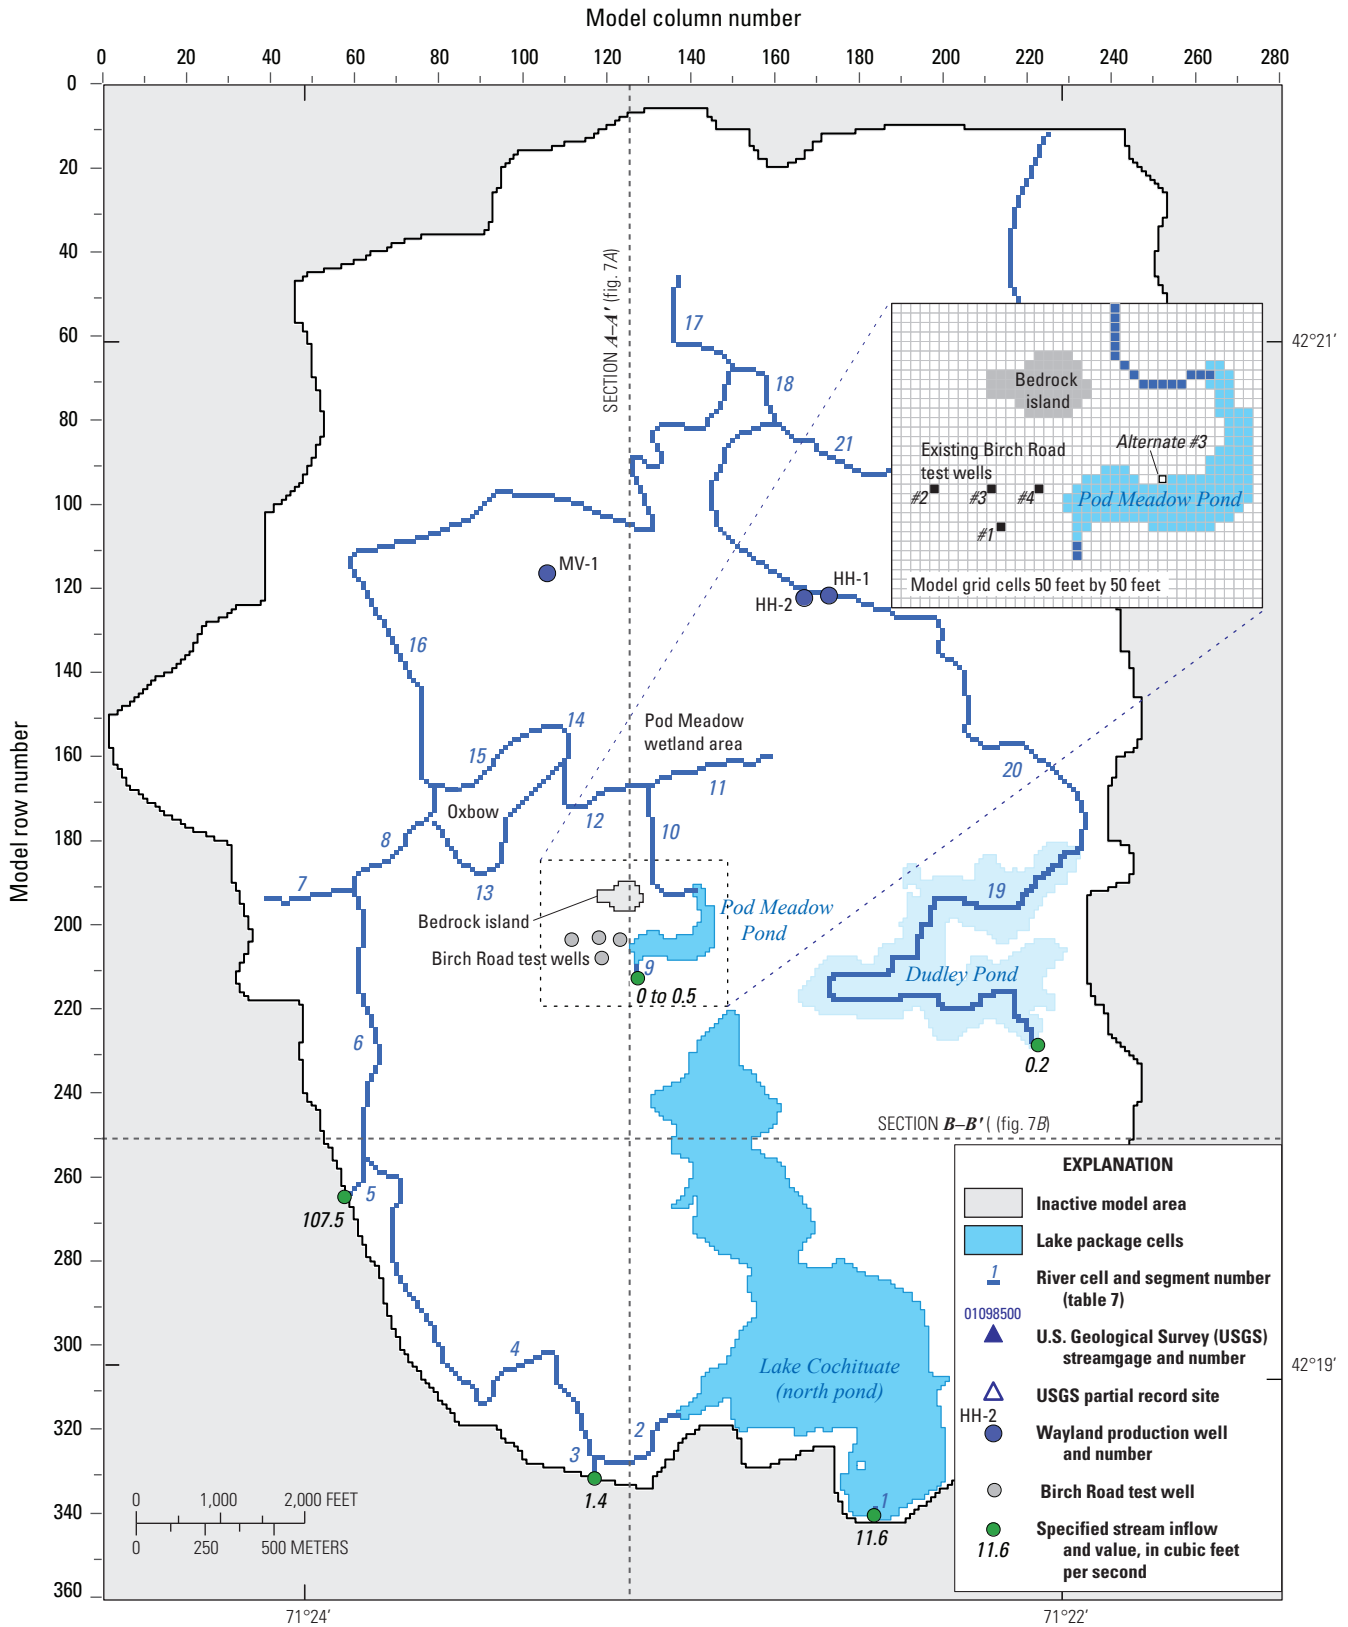 Model column number
0 20 40 60 80 100 120 140 160 180 200 220 240 260 280
0
20
40
60
80
100
120
140
160
180
200
220
240
260
280
300
320
340
360
Model row number
42°21′
42°19′
71°24′
71°22′
SECTION A–A′ (fig. 7A)
17
18
21
Bedrock
island
Existing Birch Road
test wells
Alternate #3
#2 #3 #4
Pod Meadow Pond
#1
Model grid cells 50 feet by 50 feet
MV-1
HH-1
HH-2
16
14
15
Pod Meadow
wetland area
11
20
Oxbow
12
8
10
7
13
19
Bedrock island
Pod Meadow
Pond
Birch Road test wells
9
0 to 0.5
Dudley Pond
6
0.2
SECTION B–B′ ( (fig. 7B)
5
107.5
4
Lake Cochituate
(north pond)
2
3
1.4
1
11.6
0 1,000 2,000 FEET
0 250 500 METERS
EXPLANATION
Inactive model area
Lake package cells
1
River cell and segment number
(table 7)
01098500
U.S. Geological Survey (USGS)
streamgage and number
USGS partial record site
HH-2
Wayland production well
and number
Birch Road test well
Specified stream inflow
11.6 and value, in cubic feet
per second